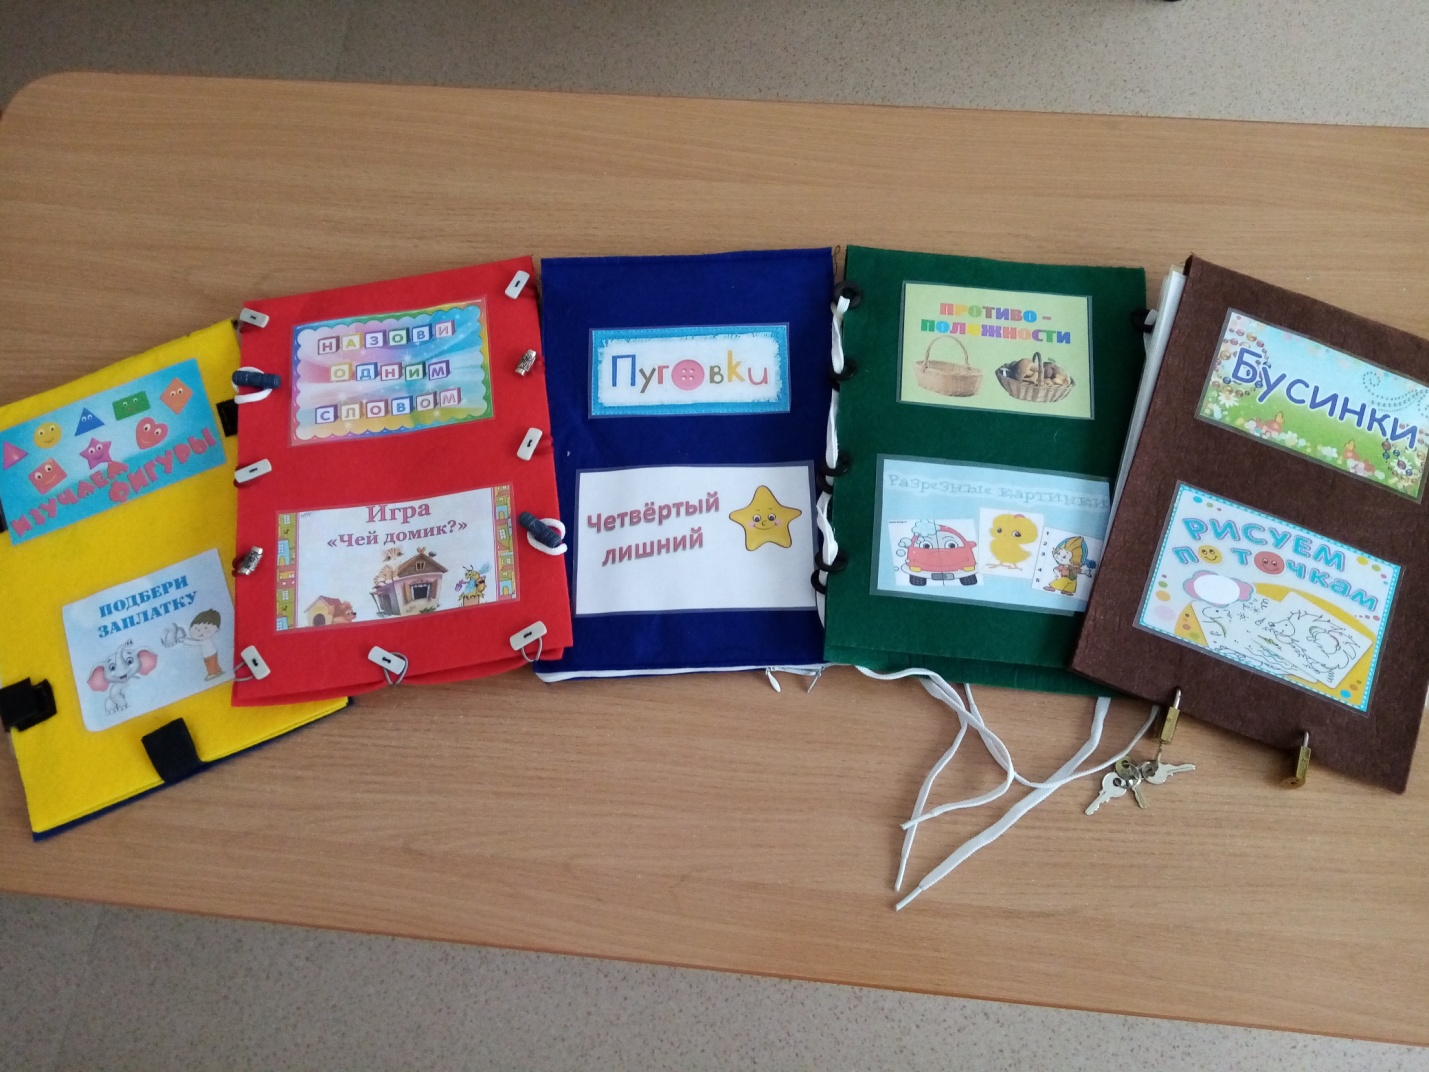 ИЗУЧАЕМ
ФИГУРЫ
ПОДБЕРИ
ЗАПЛАТКУ
НАЗОВИ
ОДНИМ
СЛОВОМ
Игра
«Чей домик?»
Пуговки
Четвёртый
лишний
ПРОТИВО -
ПОЛОЖНОСТИ
Разрезные картинки
БУСИНКИ
РИСУЕМ
ПО ТОЧКАМ